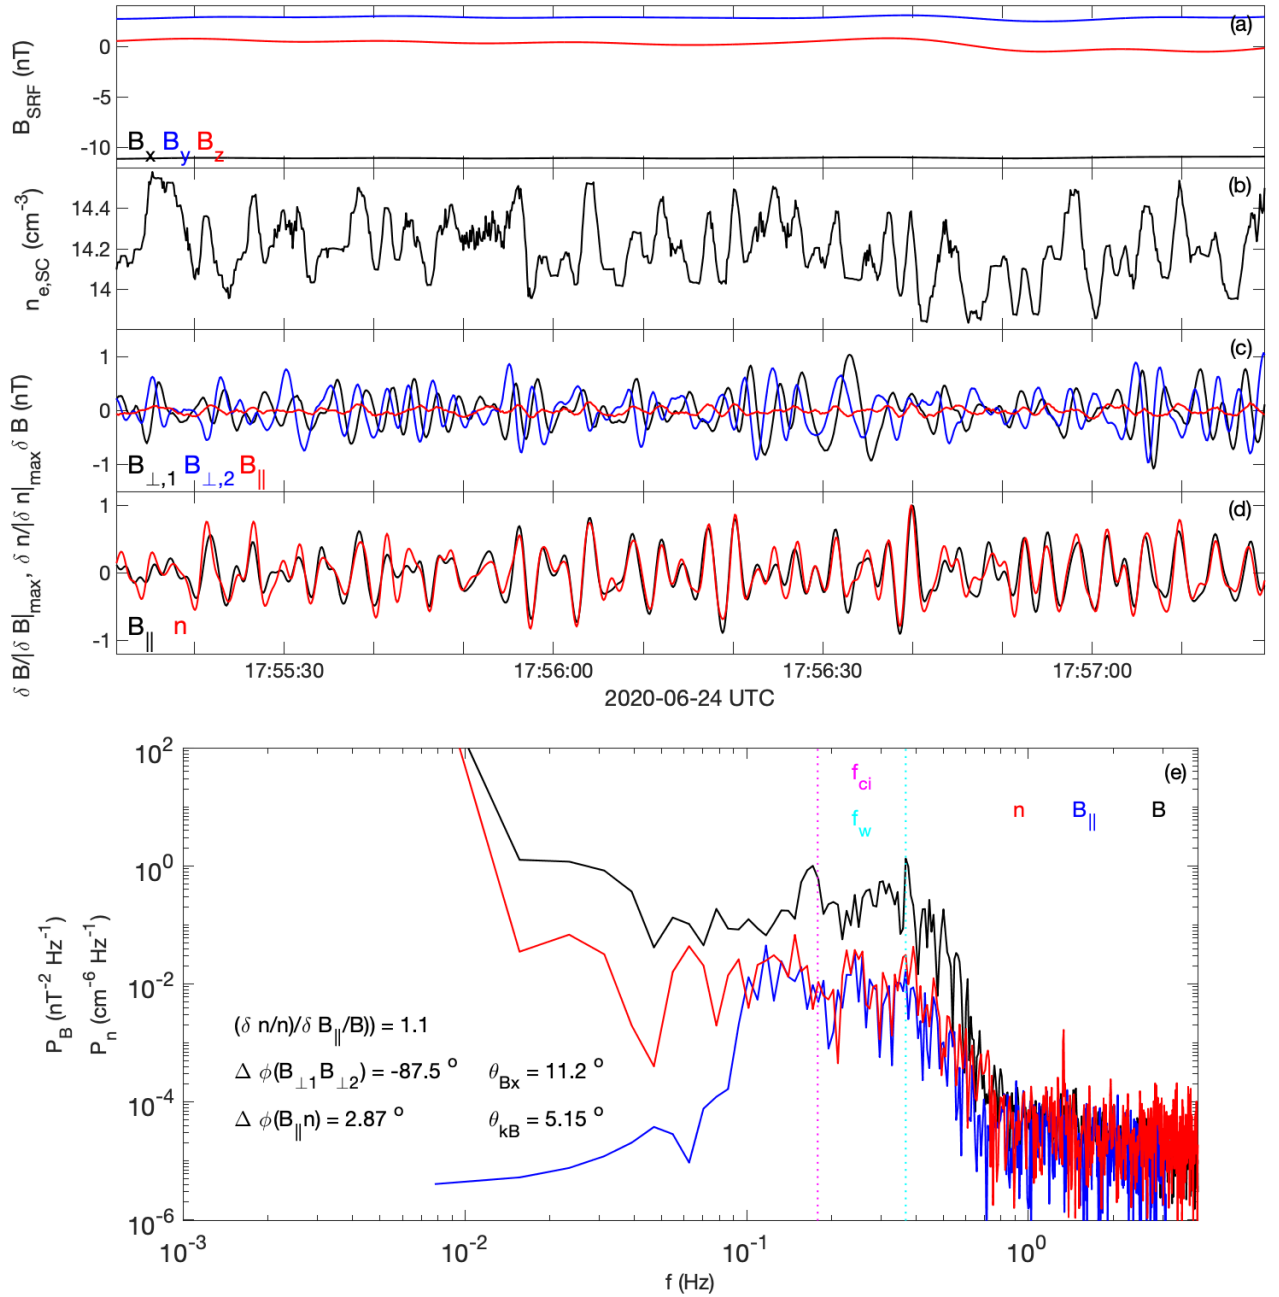 (a)
B_SRF (nT)
0
-5
-10
B_x B_y B_z
(b)
n_e,SC (cm^-3)
14.4
14.2
14
(c)
δ B (nT)
1
0
-1
B_⊥,1 B_⊥,2 B_||
(d)
δ B/|δ B|_max, δ n/|δ n|_max
1
0
-1
B_|| n
17:55:30 17:56:00 17:56:30 17:57:00
2020-06-24 UTC
(e)
P_B (nT^-2 Hz^-1)
P_n (cm^-6 Hz^-1)
10^2
10^0
10^-2
10^-4
10^-6
f_ci
f_w
n B_|| B
(δ n/n)/δ B_||/B)) = 1.1
Δ ϕ(B_⊥1 B_⊥2) = -87.5 ° θ_Bx = 11.2 °
Δ ϕ(B_|| n) = 2.87 ° θ_kB = 5.15 °
10^-3 10^-2 10^-1 10^0
f (Hz)